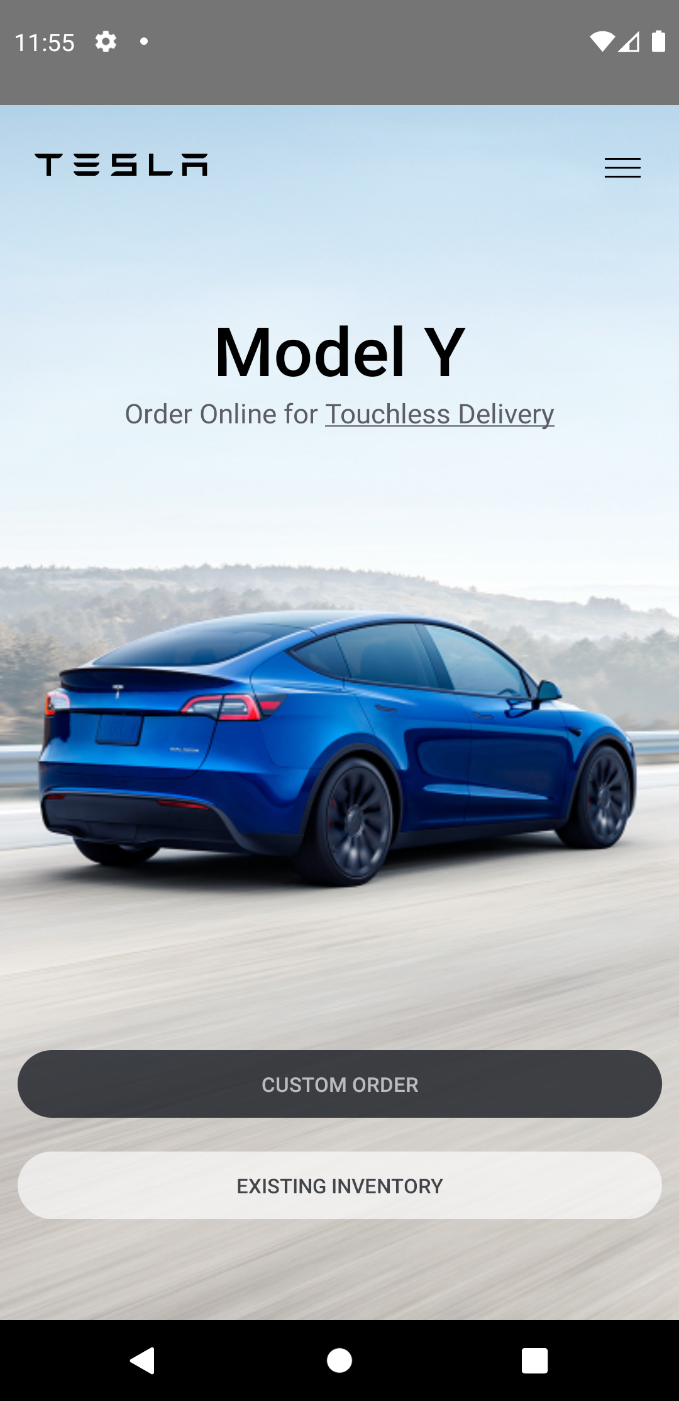 11:55
TESLA
Model Y
Order Online for Touchless Delivery
CUSTOM ORDER
EXISTING INVENTORY